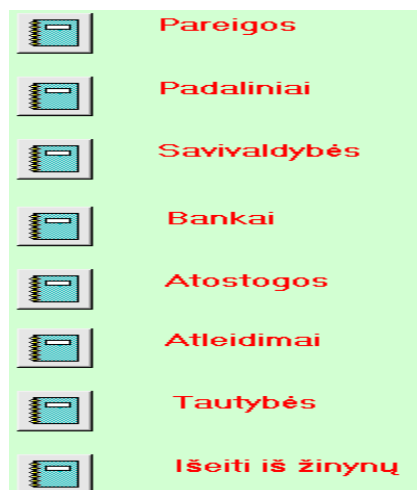 Pareigos
Padaliniai
Savivaldybės
Bankai
Atostogos
Atleidimai
Tautybės
Išeiti iš žinynų